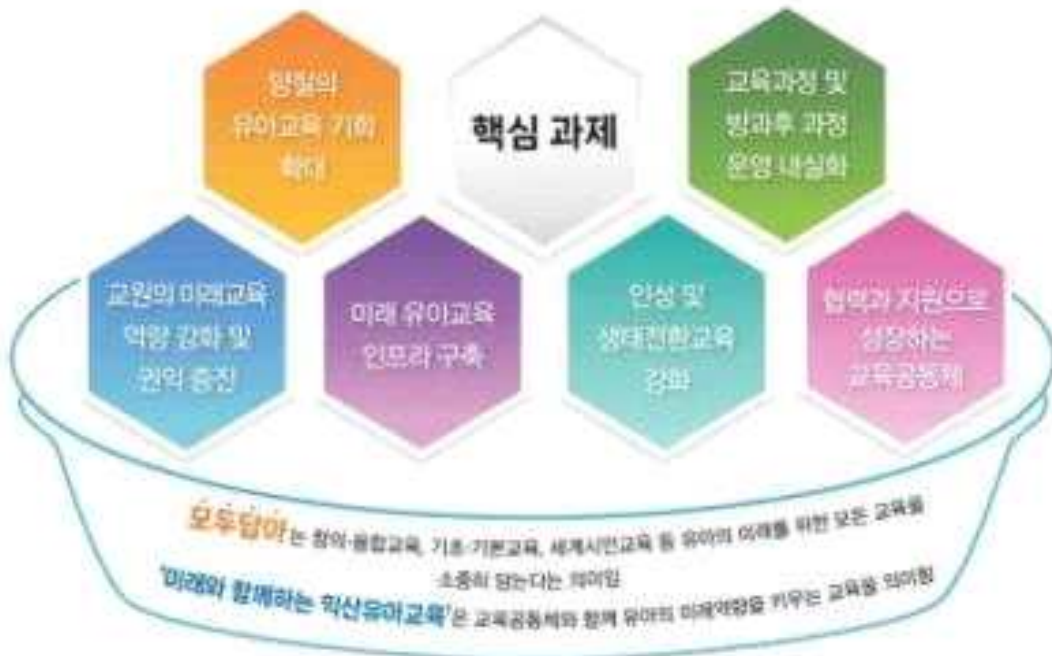 양질의
유아교육 기회
확대
핵심 과제
교육과정 및
방과후 과정
운영 내실화
교원의 미래교육
역량 강화 및
권익 증진
미래 유아교육
인프라 구축
인성 및
생태전환교육
강화
협력과 지원으로
성장하는
교육공동체
모두담아는 창의·융합교육, 기초·기본교육, 세계시민교육 등 유아의 미래를 위한 모든 교육을
소중히 담는다는 의미임
'미래와 함께하는 익산유아교육'은 교육공동체와 함께 유아의 미래역량을 키우는 교육을 의미함